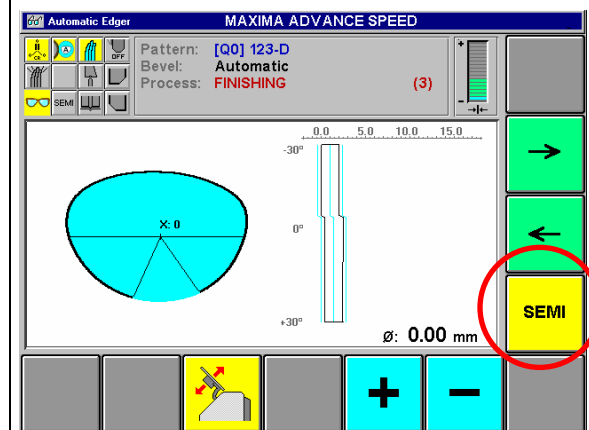 Automatic Edger MAXIMA ADVANCE SPEED
Pattern: [Q0] 123-D
Bevel: Automatic
Process: FINISHING (3)
OFF
CR
A
SEMI
+
-
0.0 5.0 10.0 15.0
-30°
X: 0
0°
+30°
ø: 0.00 mm
SEMI
+ -